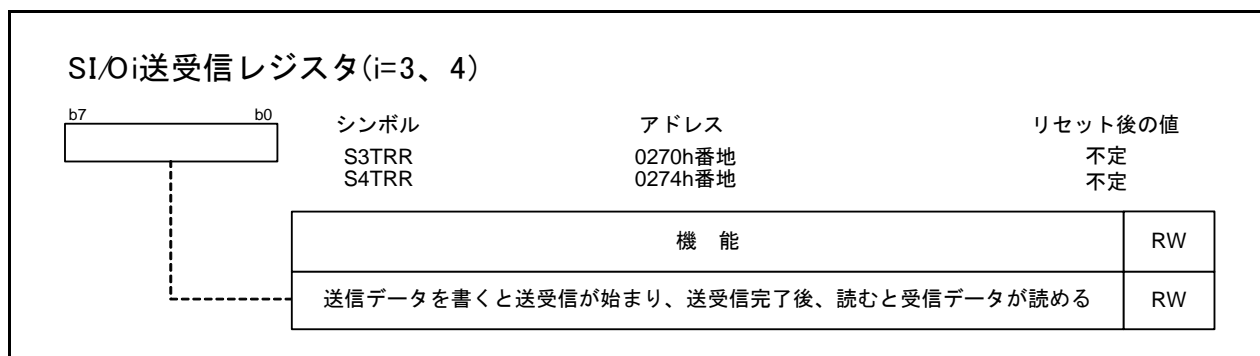 SI/Oi送受信レジスタ(i=3、4)
b7 b0 シンボル アドレス リセット後の値
S3TRR 0270h番地 不定
S4TRR 0274h番地 不定
機 能 RW
送信データを書くと送受信が始まり、送受信完了後、読むと受信データが読める RW